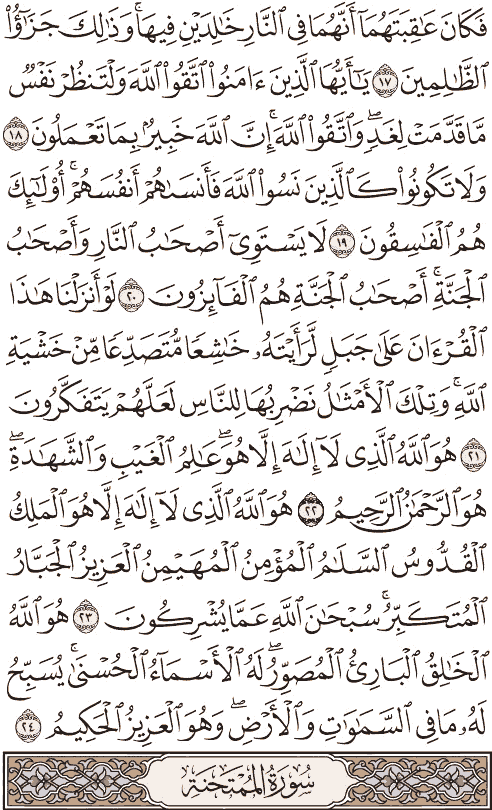 فَكَانَ عَٰقِبَتَهُمَآ أَنَّهُمَا فِى ٱلنَّارِ خَٰلِدَيْنِ فِيهَا ۚ وَذَٰلِكَ جَزَٰٓؤُا۟
ٱلظَّٰلِمِينَ ١٧ يَٰٓأَيُّهَا ٱلَّذِينَ ءَامَنُوا۟ ٱتَّقُوا۟ ٱللَّهَ وَلْتَنظُرْ نَفْسٌ
مَّا قَدَّمَتْ لِغَدٍ ۖ وَٱتَّقُوا۟ ٱللَّهَ ۚ إِنَّ ٱللَّهَ خَبِيرٌۢ بِمَا تَعْمَلُونَ ١٨
وَلَا تَكُونُوا۟ كَٱلَّذِينَ نَسُوا۟ ٱللَّهَ فَأَنسَىٰهُمْ أَنفُسَهُمْ ۚ أُو۟لَٰٓئِكَ
هُمُ ٱلْفَٰسِقُونَ ١٩ لَا يَسْتَوِىٓ أَصْحَٰبُ ٱلنَّارِ وَأَصْحَٰبُ
ٱلْجَنَّةِ ۚ أَصْحَٰبُ ٱلْجَنَّةِ هُمُ ٱلْفَآئِزُونَ ٢٠ لَوْ أَنزَلْنَا هَٰذَا
ٱلْقُرْءَانَ عَلَىٰ جَبَلٍ لَّرَأَيْتَهُۥ خَٰشِعًا مُّتَصَدِّعًا مِّنْ خَشْيَةِ
ٱللَّهِ ۚ وَتِلْكَ ٱلْأَمْثَٰلُ نَضْرِبُهَا لِلنَّاسِ لَعَلَّهُمْ يَتَفَكَّرُونَ
٢١ هُوَ ٱللَّهُ ٱلَّذِى لَآ إِلَٰهَ إِلَّا هُوَ ۖ عَٰلِمُ ٱلْغَيْبِ وَٱلشَّهَٰدَةِ ۖ
هُوَ ٱلرَّحْمَٰنُ ٱلرَّحِيمُ ٢٢ هُوَ ٱللَّهُ ٱلَّذِى لَآ إِلَٰهَ إِلَّا هُوَ ٱلْمَلِكُ
ٱلْقُدُّوسُ ٱلسَّلَٰمُ ٱلْمُؤْمِنُ ٱلْمُهَيْمِنُ ٱلْعَزِيزُ ٱلْجَبَّارُ
ٱلْمُتَكَبِّرُ ۚ سُبْحَٰنَ ٱللَّهِ عَمَّا يُشْرِكُونَ ٢٣ هُوَ ٱللَّهُ
ٱلْخَٰلِقُ ٱلْبَارِئُ ٱلْمُصَوِّرُ ۖ لَهُ ٱلْأَسْمَآءُ ٱلْحُسْنَىٰ ۚ يُسَبِّحُ
لَهُۥ مَا فِى ٱلسَّمَٰوَٰتِ وَٱلْأَرْضِ ۖ وَهُوَ ٱلْعَزِيزُ ٱلْحَكِيمُ ٢٤
سُورَةُ المُمْتَحنَةِ